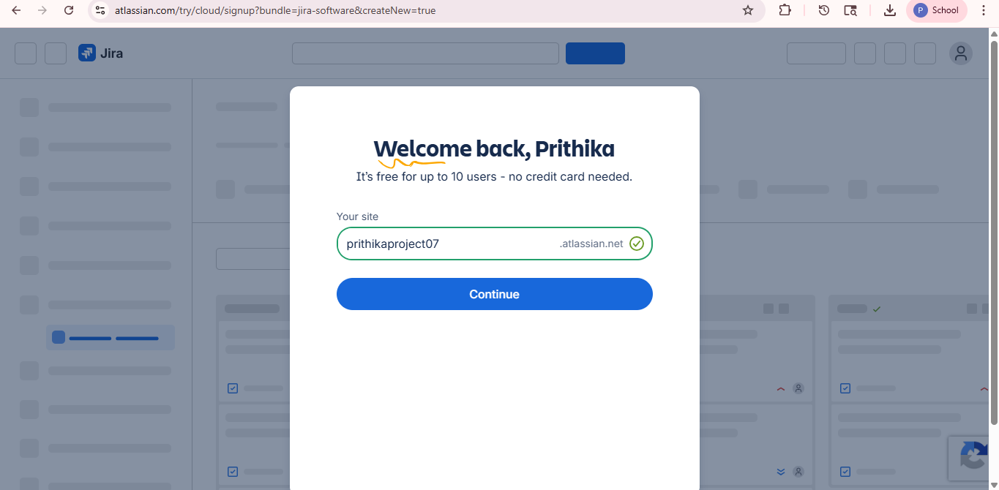 atlassian.com/try/cloud/signup?bundle=jira-software&createNew=true
P School
Jira
Welcome back, Prithika
It's free for up to 10 users - no credit card needed.
Your site
prithikaproject07 .atlassian.net
Continue